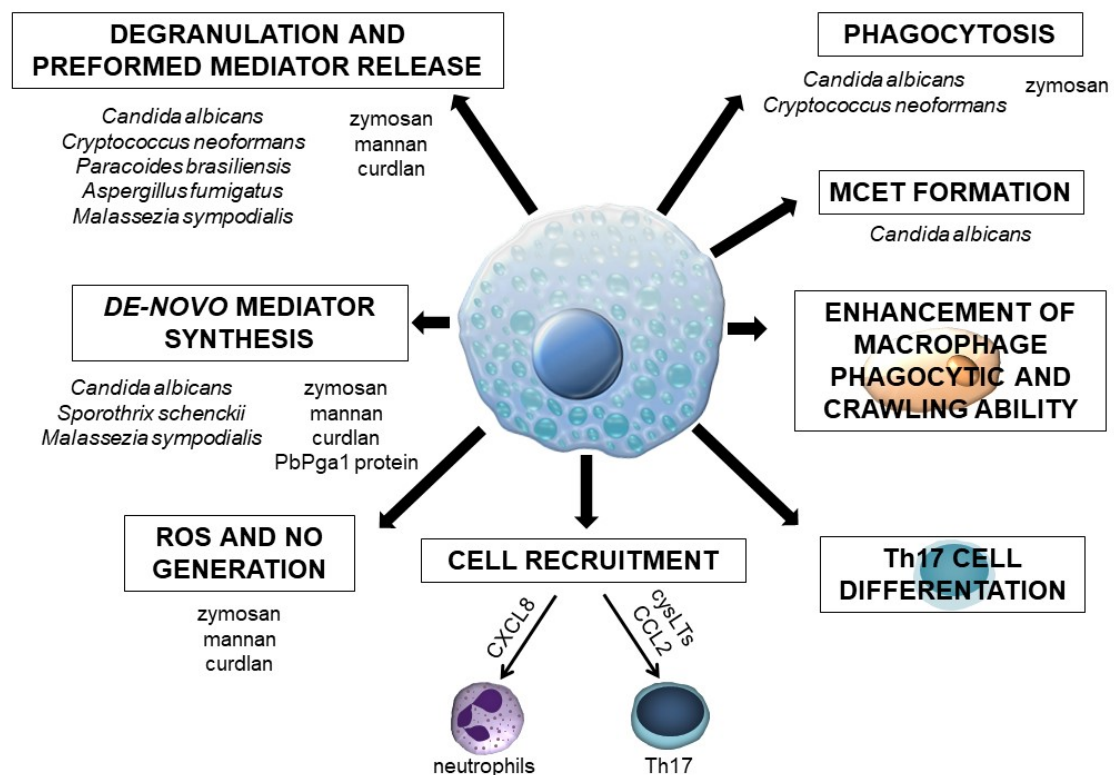 DEGRANULATION AND
PREFORMED MEDIATOR RELEASE
Candida albicans
Cryptococcus neoformans
Paracoides brasiliensis
Aspergillus fumigatus
Malassezia sympodialis
zymosan
mannan
curdlan
PHAGOCYTOSIS
Candida albicans
Cryptococcus neoformans
zymosan
MCET FORMATION
Candida albicans
DE-NOVO MEDIATOR
SYNTHESIS
Candida albicans
Sporothrix schenckii
Malassezia sympodialis
zymosan
mannan
curdlan
PbPga1 protein
ENHANCEMENT OF
MACROPHAGE
PHAGOCYTIC AND
CRAWLING ABILITY
ROS AND NO
GENERATION
zymosan
mannan
curdlan
CELL RECRUITMENT
CXCL8
cysLTs
CCL2
neutrophils
Th17
Th17 CELL
DIFFERENTATION